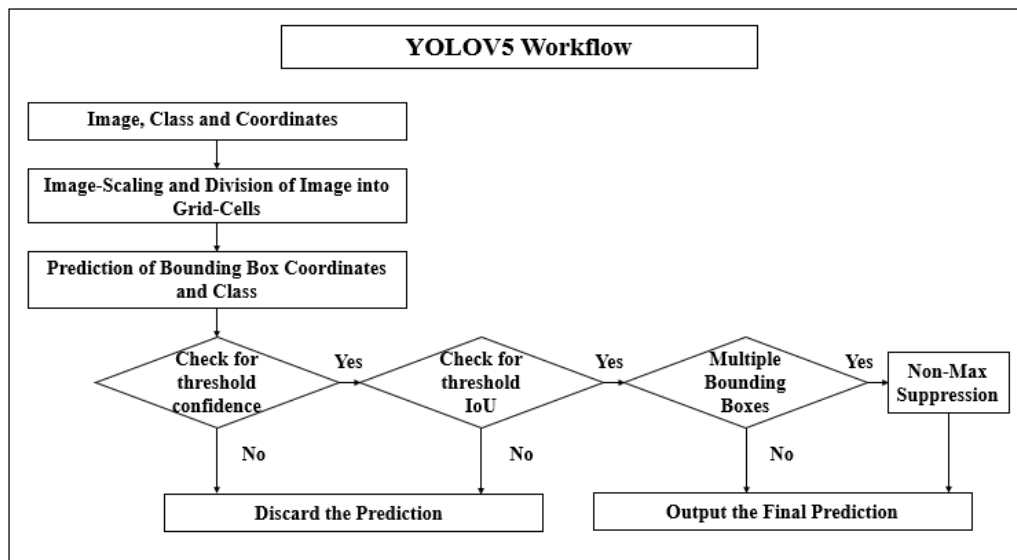 YOLOV5 Workflow
Image, Class and Coordinates
Image-Scaling and Division of Image into
Grid-Cells
Prediction of Bounding Box Coordinates
and Class
Check for
threshold
confidence
Yes
Check for
threshold
IoU
Yes
Multiple
Bounding
Boxes
Yes
Non-Max
Suppression
No
No
No
Discard the Prediction
Output the Final Prediction